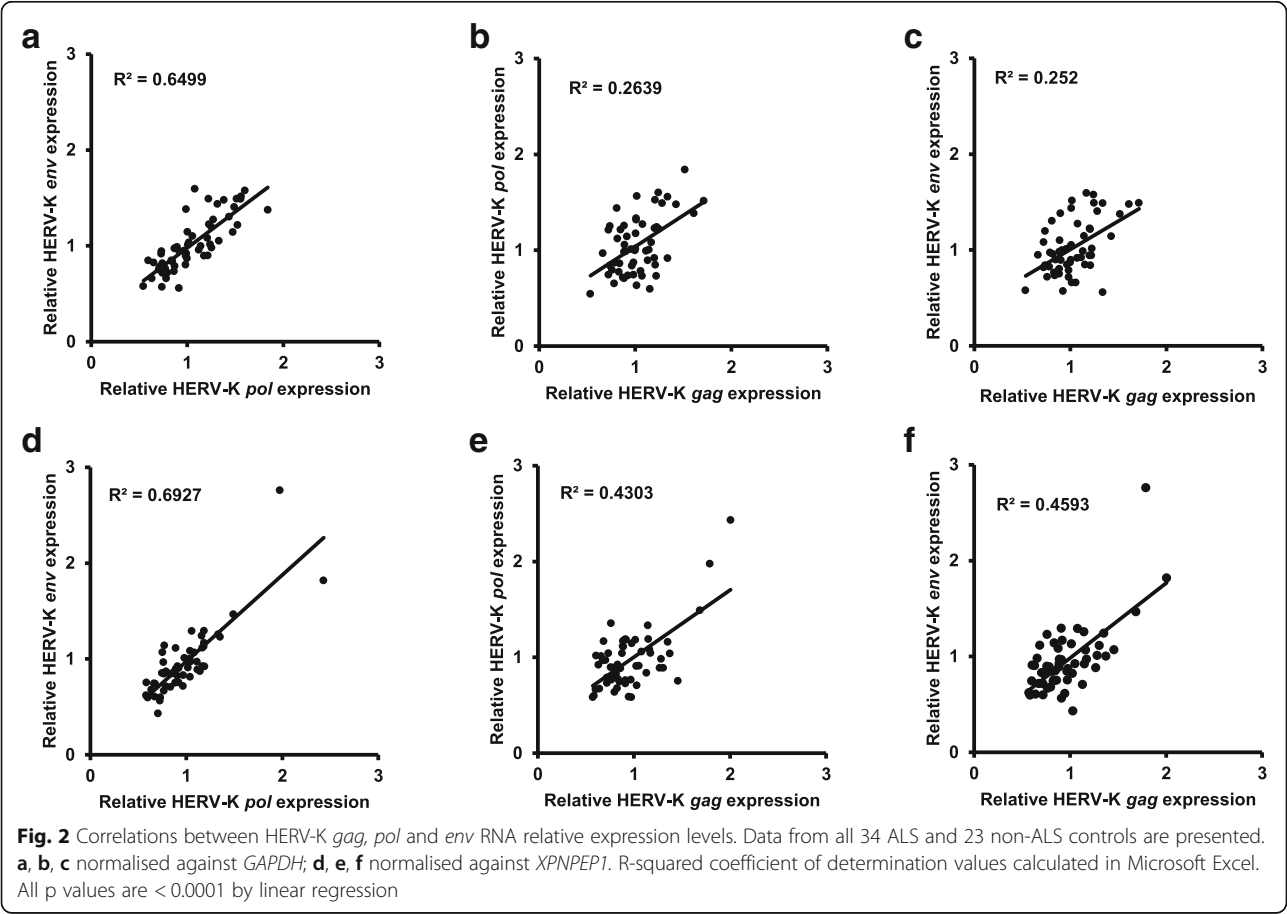 a
3
R² = 0.6499
2
1
0
0 1 2 3
Relative HERV-K env expression
Relative HERV-K pol expression
b
3
R² = 0.2639
2
1
0
0 1 2 3
Relative HERV-K pol expression
Relative HERV-K gag expression
c
3
R² = 0.252
2
1
0
0 1 2 3
Relative HERV-K env expression
Relative HERV-K gag expression
d
3
R² = 0.6927
2
1
0
0 1 2 3
Relative HERV-K env expression
Relative HERV-K pol expression
e
3
R² = 0.4303
2
1
0
0 1 2 3
Relative HERV-K pol expression
Relative HERV-K gag expression
f
3
R² = 0.4593
2
1
0
0 1 2 3
Relative HERV-K env expression
Relative HERV-K gag expression
Fig. 2 Correlations between HERV-K gag, pol and env RNA relative expression levels. Data from all 34 ALS and 23 non-ALS controls are presented.
a, b, c normalised against GAPDH; d, e, f normalised against XPNPEP1. R-squared coefficient of determination values calculated in Microsoft Excel.
All p values are < 0.0001 by linear regression